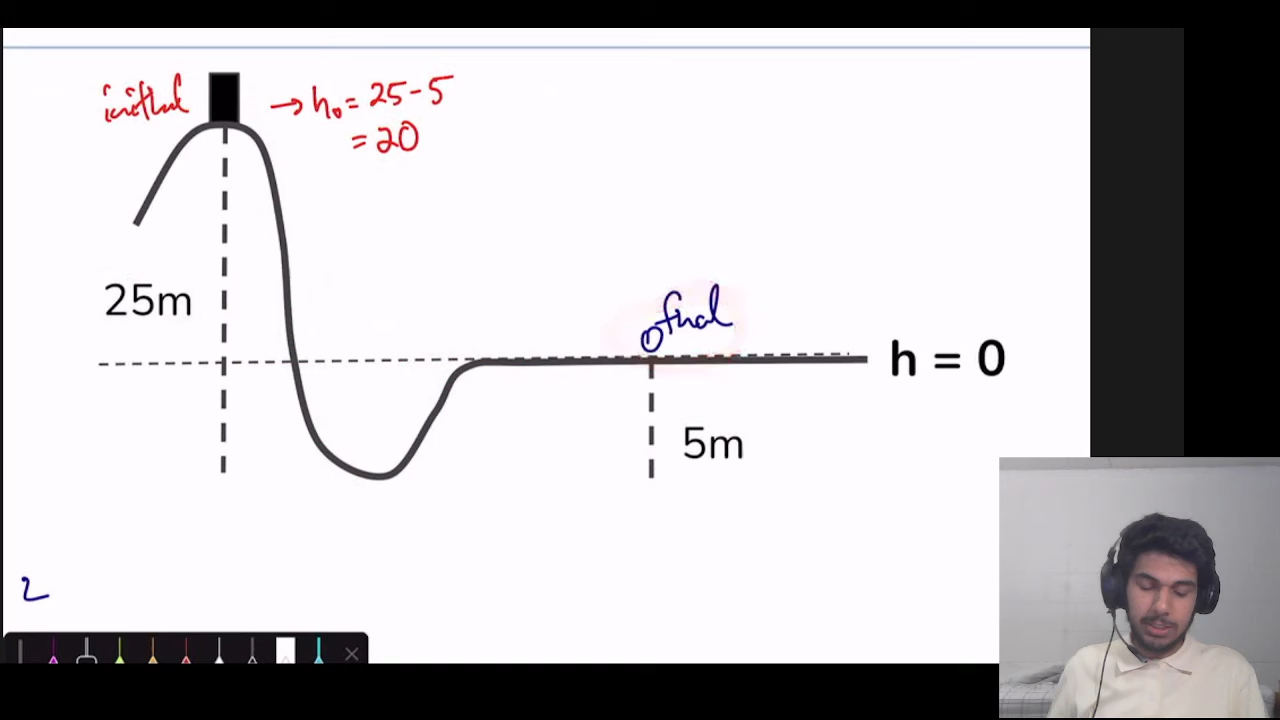 initial
→ h₀ = 25 - 5
= 20
25m
final
h = 0
5m
2